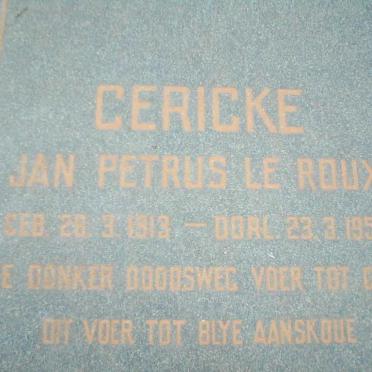 GERICKE
JAN PETRUS LE ROUX
GEB. 28. 3. 1913 — OORL. 23. 3. 195
E DONKER DOODSWEG VOER TOT G
DIT VOER TOT BLYE AANSKOUE